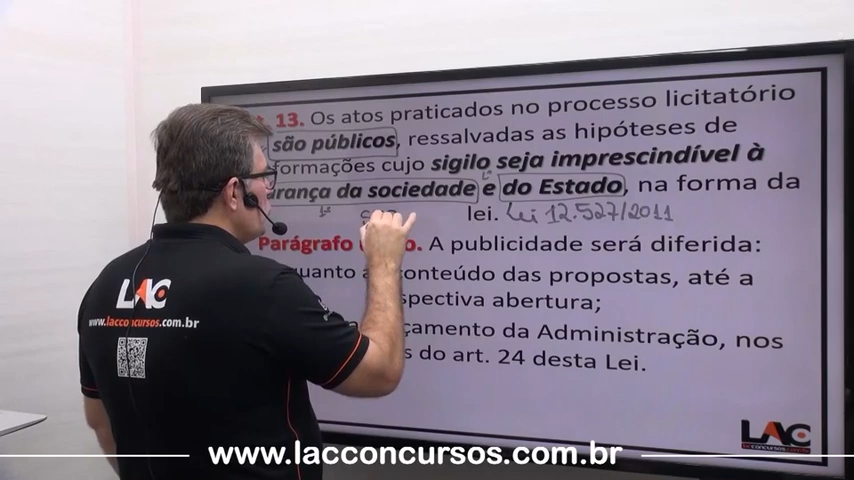 13. Os atos praticados no processo licitatório
são públicos, ressalvadas as hipóteses de
formações cujo sigilo seja imprescindível à
urança da sociedade e do Estado, na forma da
lei. Lei 12.527/2011
Parágrafo o. A publicidade será diferida:
quanto a conteúdo das propostas, até a
spectiva abertura;
çamento da Administração, nos
s do art. 24 desta Lei.
LAC
www.lacconcursos.com.br
LAC
www.lacconcursos.com.br